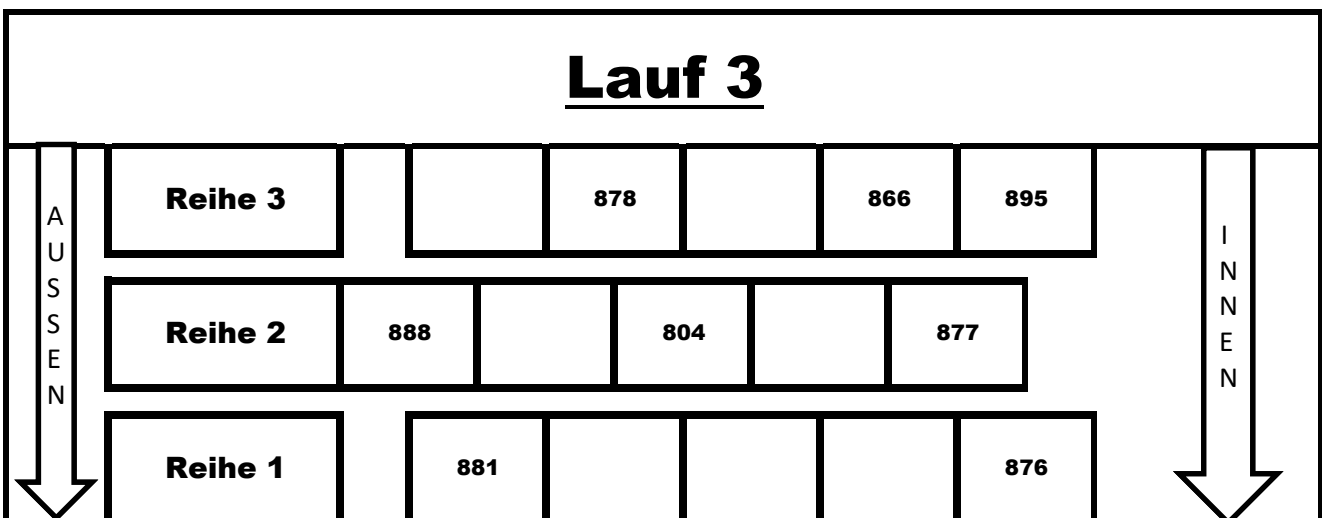 Lauf 3
Reihe 3 878 866 895
Reihe 2 888 804 877
Reihe 1 881 876
AUSSEN
INNEN